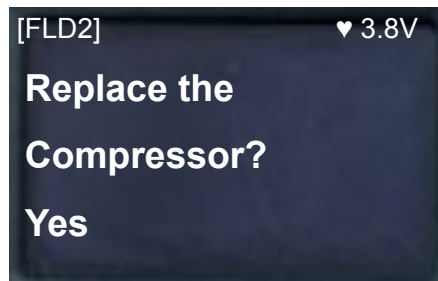 [FLD2] ♥ 3.8V
Replace the
Compressor?
Yes